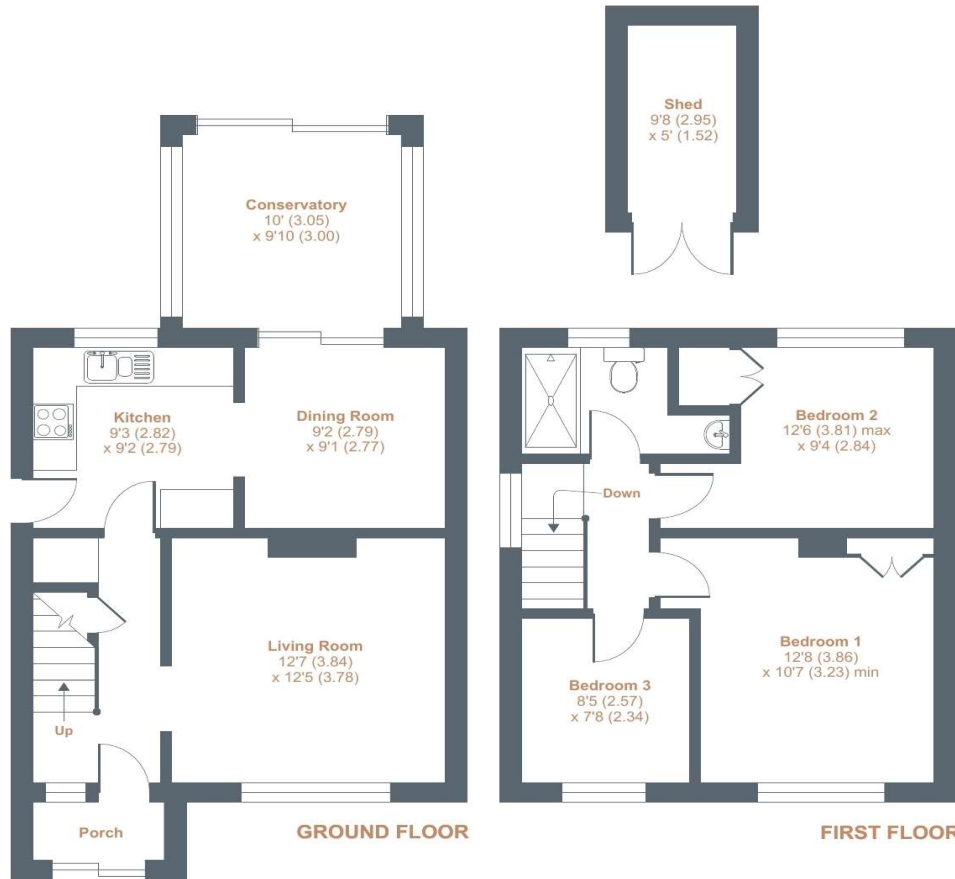 Shed
9'8 (2.95)
x 5' (1.52)
Conservatory
10' (3.05)
x 9'10 (3.00)
Kitchen
9'3 (2.82)
x 9'2 (2.79)
Dining Room
9'2 (2.79)
x 9'1 (2.77)
Living Room
12'7 (3.84)
x 12'5 (3.78)
Up
Porch
GROUND FLOOR
Bedroom 2
12'6 (3.81) max
x 9'4 (2.84)
Down
Bedroom 1
12'8 (3.86)
x 10'7 (3.23) min
Bedroom 3
8'5 (2.57)
x 7'8 (2.34)
FIRST FLOOR